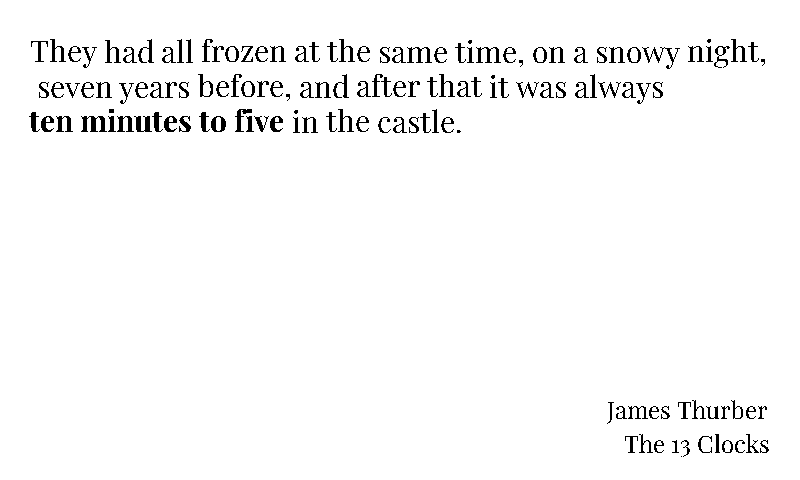 They had all frozen at the same time, on a snowy night,
seven years before, and after that it was always
ten minutes to five in the castle.
James Thurber
The 13 Clocks